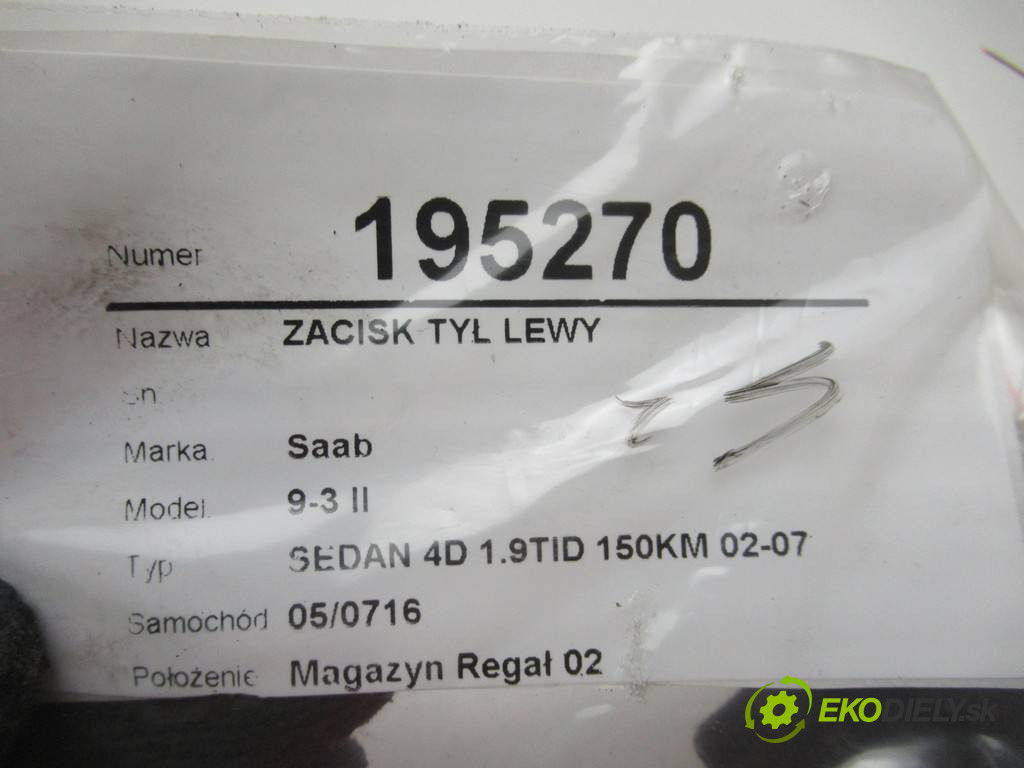 Numer 195270
Nazwa ZACISK TYŁ LEWY
Sn
Marka Saab
Model 9-3 II
Typ SEDAN 4D 1.9TID 150KM 02-07
Samochód 05/0716
Położenie Magazyn Regał 02
EKODIELY.sk